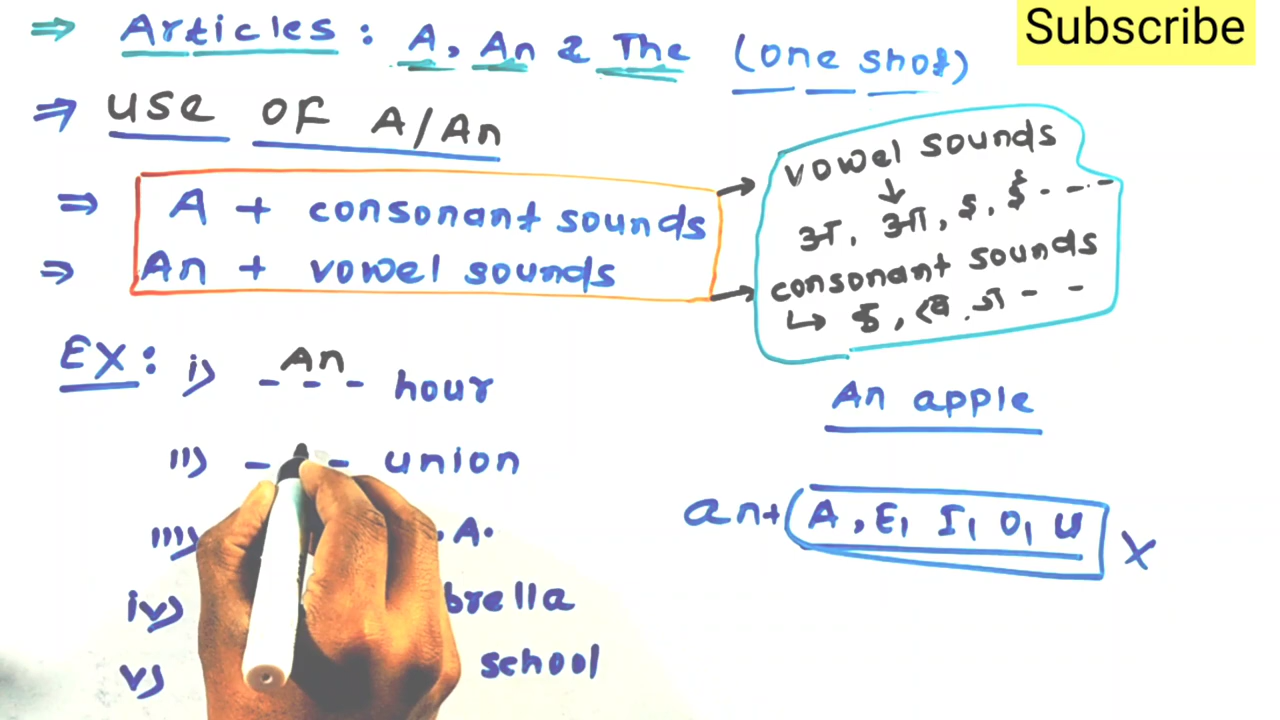 ⇒ Articles: A, An & The (one shot)
Subscribe
⇒ use of A/An
⇒ A + consonant sounds
⇒ An + vowel sounds
→ vowel sounds
↓
अ, आ, इ, ई - - -
→ consonant sounds
↳ क, ख, ग - -
Ex: i) - An - - hour
ii) - - union
iii) . A.
iv) brella
v) school
An apple
an+ (A, E, I, O, U X